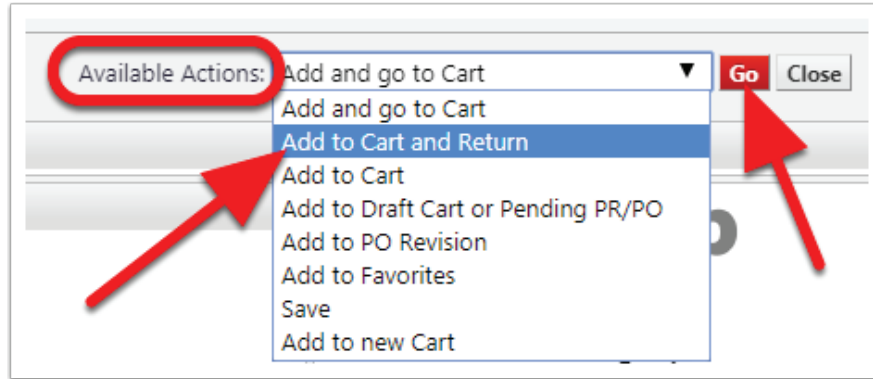 Available Actions: Add and go to Cart Go Close
Add and go to Cart
Add to Cart and Return
Add to Cart
Add to Draft Cart or Pending PR/PO
Add to PO Revision
Add to Favorites
Save
Add to new Cart